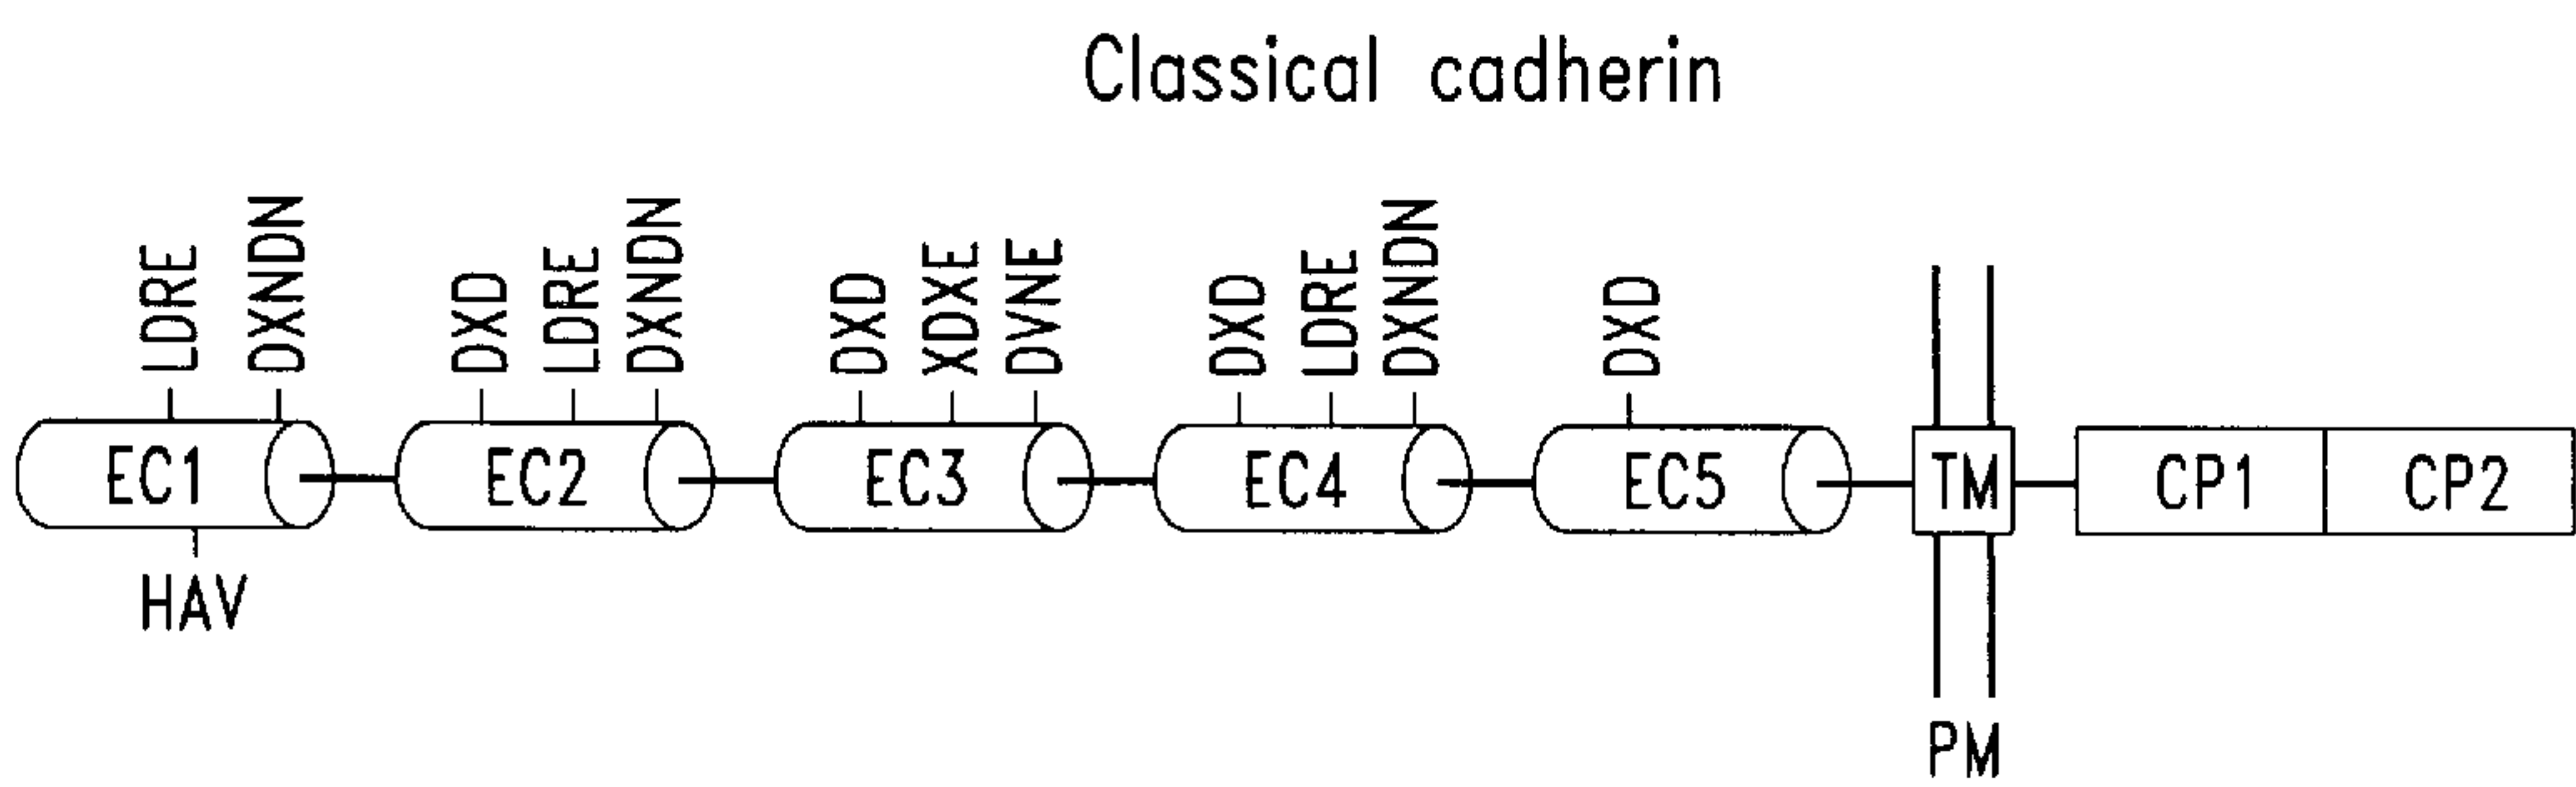 Classical cadherin
LDRE
DXNDN
DXD
LDRE
DXNDN
DXD
XDXE
DVNE
DXD
LDRE
DXNDN
DXD
EC1
EC2
EC3
EC4
EC5
TM
CP1
CP2
HAV
PM